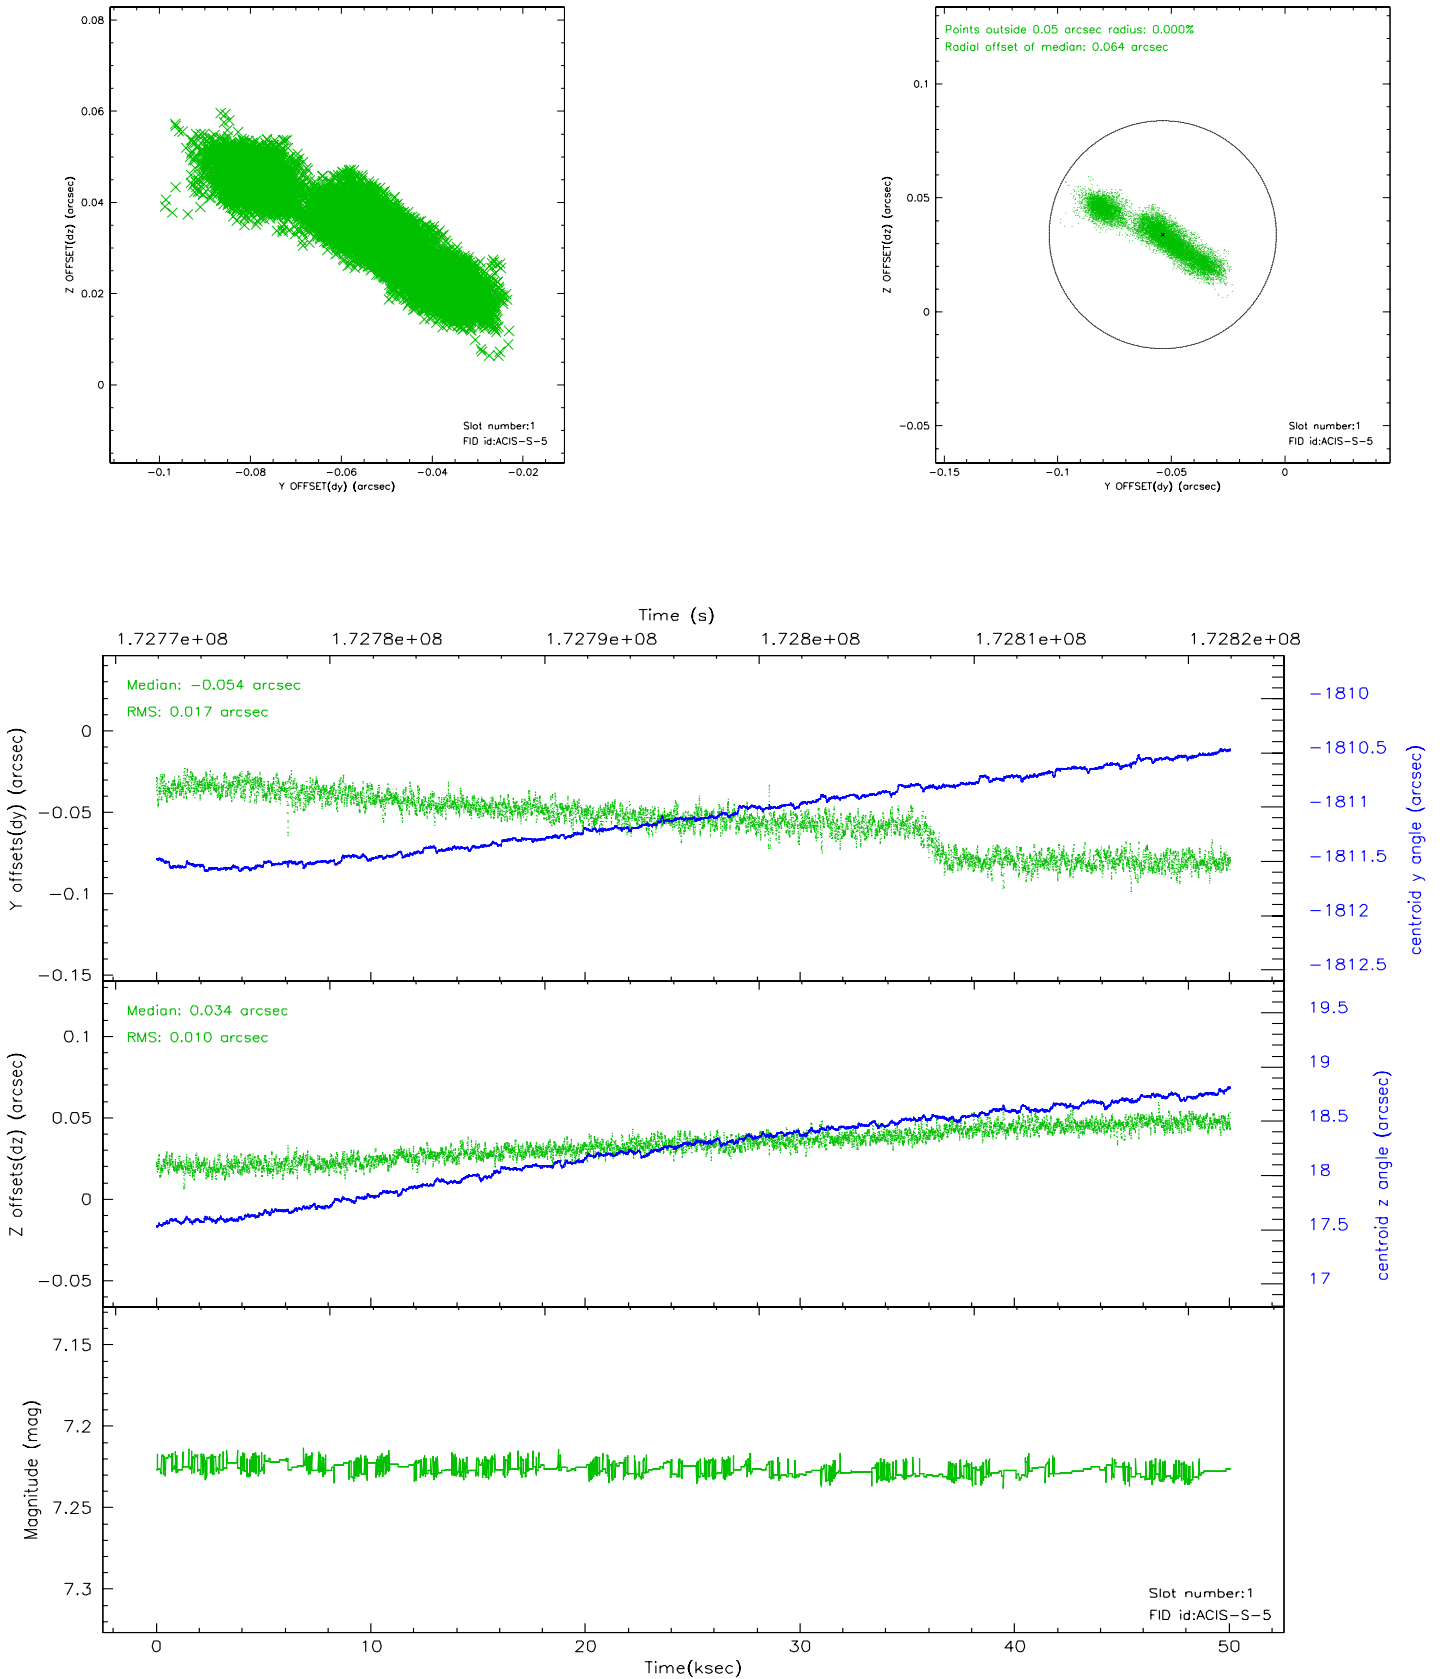 0.08
0.06
0.04
0.02
0
Z OFFSET(dz) (arcsec)
Slot number:1
FID id:ACIS-S-5
-0.1
-0.08
-0.06
-0.04
-0.02
Y OFFSET(dy) (arcsec)
Points outside 0.05 arcsec radius: 0.000%
Radial offset of median: 0.064 arcsec
0.1
0.05
0
-0.05
Z OFFSET(dz) (arcsec)
Slot number:1
FID id:ACIS-S-5
-0.15
-0.1
-0.05
0
Y OFFSET(dy) (arcsec)
Time (s)
1.7277e+08
1.7278e+08
1.7279e+08
1.728e+08
1.7281e+08
1.7282e+08
Median: -0.054 arcsec
RMS: 0.017 arcsec
0
-0.05
-0.1
-0.15
Y offsets(dy) (arcsec)
-1810
-1810.5
-1811
-1811.5
-1812
-1812.5
centroid y angle (arcsec)
Median: 0.034 arcsec
RMS: 0.010 arcsec
0.1
0.05
0
-0.05
Z offsets(dz) (arcsec)
19.5
19
18.5
18
17.5
17
centroid z angle (arcsec)
7.15
7.2
7.25
7.3
Magnitude (mag)
Slot number:1
FID id:ACIS-S-5
0
10
20
30
40
50
Time(ksec)